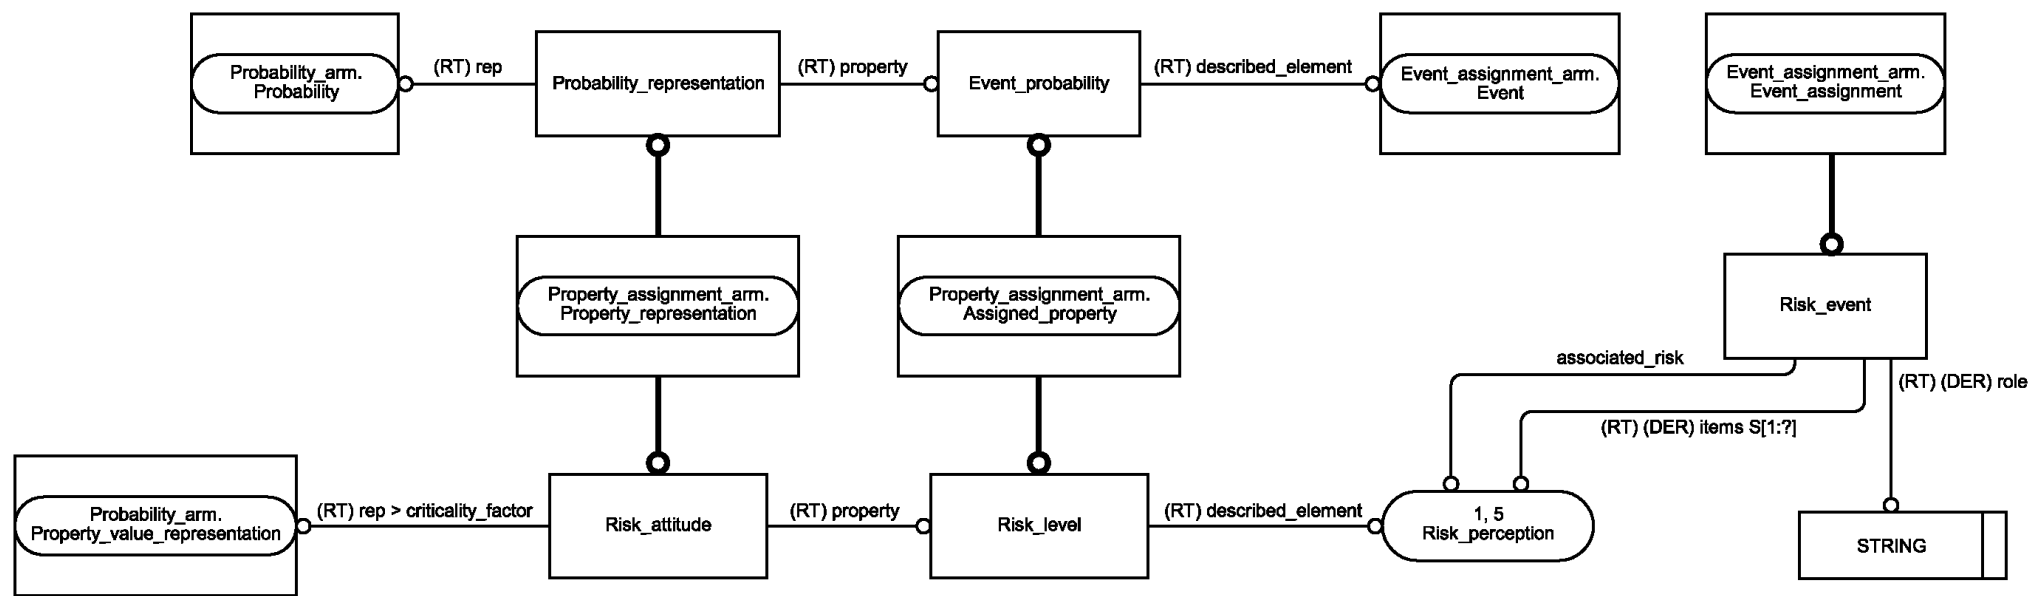 Probability_arm.
Probability
(RT) rep
Probability_representation
(RT) property
Event_probability
(RT) described_element
Event_assignment_arm.
Event
Event_assignment_arm.
Event_assignment
Property_assignment_arm.
Property_representation
Property_assignment_arm.
Assigned_property
Risk_event
associated_risk
(RT) (DER) role
(RT) (DER) items S[1:?]
Probability_arm.
Property_value_representation
(RT) rep > criticality_factor
Risk_attitude
(RT) property
Risk_level
(RT) described_element
1, 5
Risk_perception
STRING